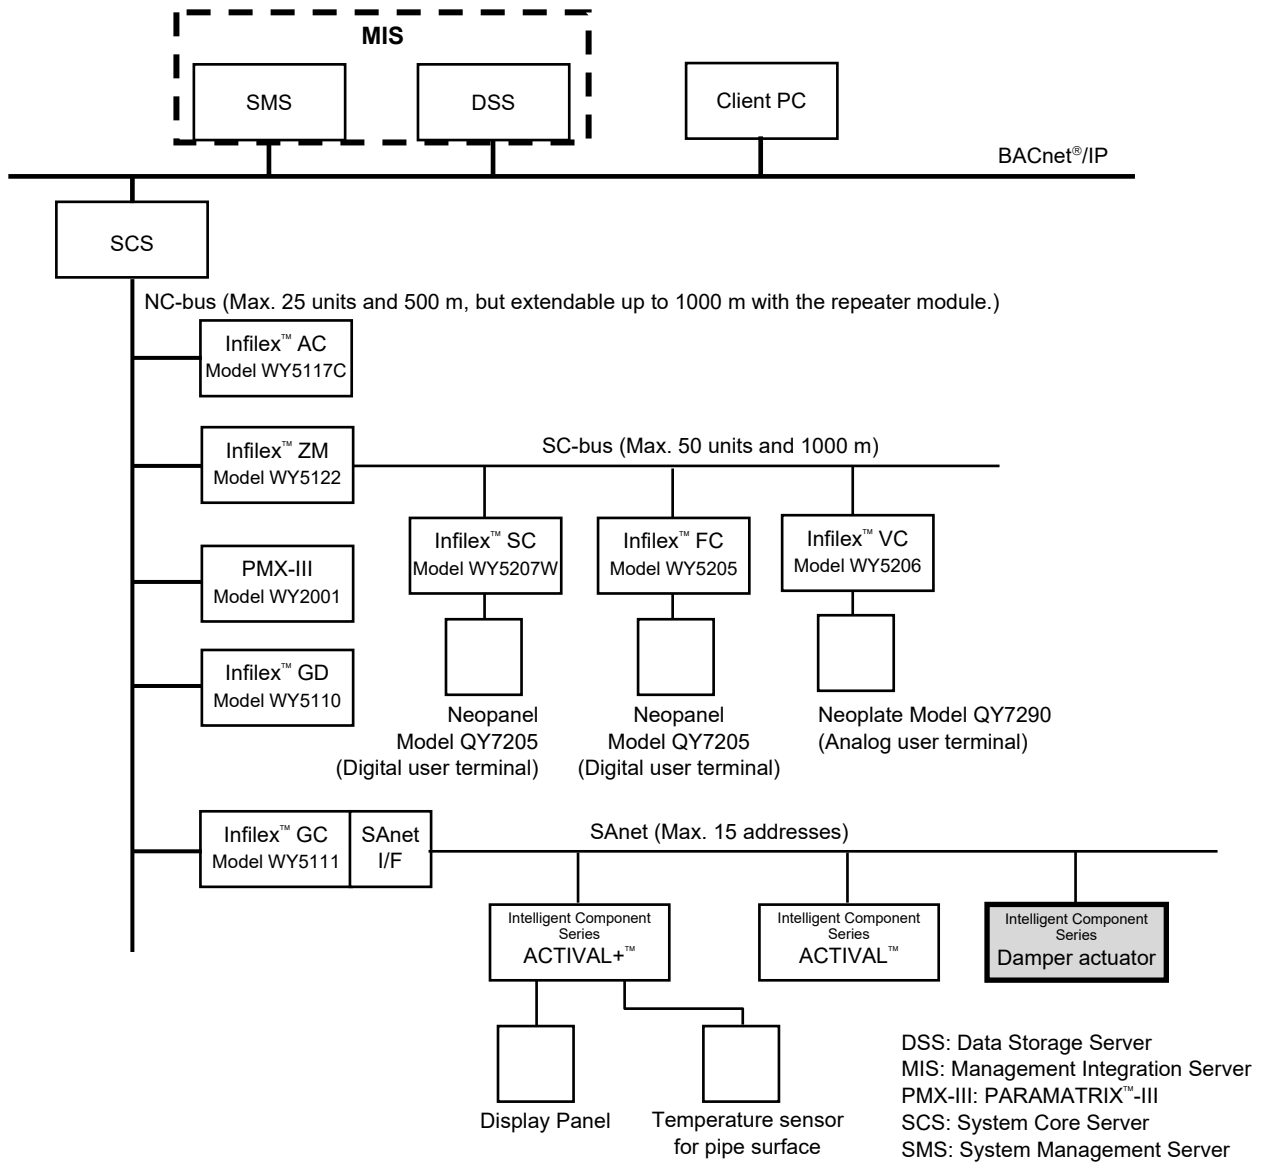 MIS
SMS
DSS
Client PC
BACnet®/IP
SCS
NC-bus (Max. 25 units and 500 m, but extendable up to 1000 m with the repeater module.)
Infilex™ AC
Model WY5117C
Infilex™ ZM
Model WY5122
SC-bus (Max. 50 units and 1000 m)
Infilex™ SC
Model WY5207W
Infilex™ FC
Model WY5205
Infilex™ VC
Model WY5206
PMX-III
Model WY2001
Infilex™ GD
Model WY5110
Neopanel
Model QY7205
(Digital user terminal)
Neopanel
Model QY7205
(Digital user terminal)
Neoplate Model QY7290
(Analog user terminal)
Infilex™ GC
Model WY5111
SAnet
I/F
SAnet (Max. 15 addresses)
Intelligent Component
Series
ACTIVAL+™
Intelligent Component
Series
ACTIVAL™
Intelligent Component
Series
Damper actuator
Display Panel
Temperature sensor
for pipe surface
DSS: Data Storage Server
MIS: Management Integration Server
PMX-III: PARAMATRIX™-III
SCS: System Core Server
SMS: System Management Server